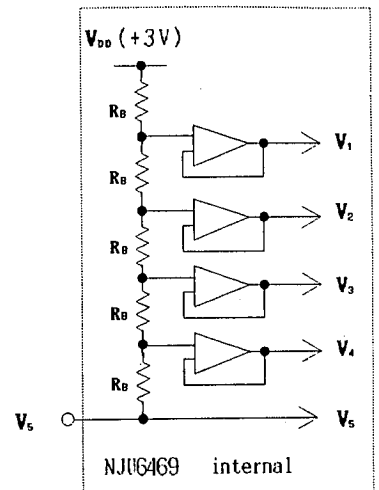 VDD (+3V)
RB
V1
RB
V2
RB
V3
RB
V4
RB
V5
V5
NJU6469 internal